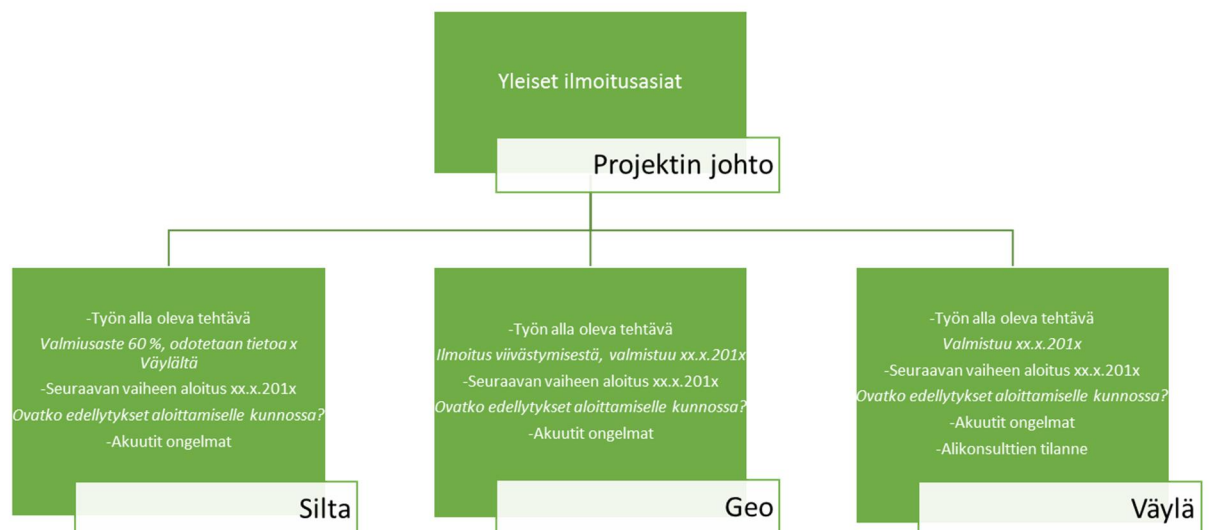 Yleiset ilmoitusasiat
Projektin johto
-Työn alla oleva tehtävä
Valmiusaste 60 %, odotetaan tietoa x
Väylältä
-Seuraavan vaiheen aloitus xx.x.201x
Ovatko edellytykset aloittamiselle kunnossa?
-Akuutit ongelmat
Silta
-Työn alla oleva tehtävä
Ilmoitus viivästymisestä, valmistuu xx.x.201x
-Seuraavan vaiheen aloitus xx.x.201x
Ovatko edellytykset aloittamiselle kunnossa?
-Akuutit ongelmat
Geo
-Työn alla oleva tehtävä
Valmistuu xx.x.201x
-Seuraavan vaiheen aloitus xx.x.201x
Ovatko edellytykset aloittamiselle kunnossa?
-Akuutit ongelmat
-Alikonsulttien tilanne
Väylä